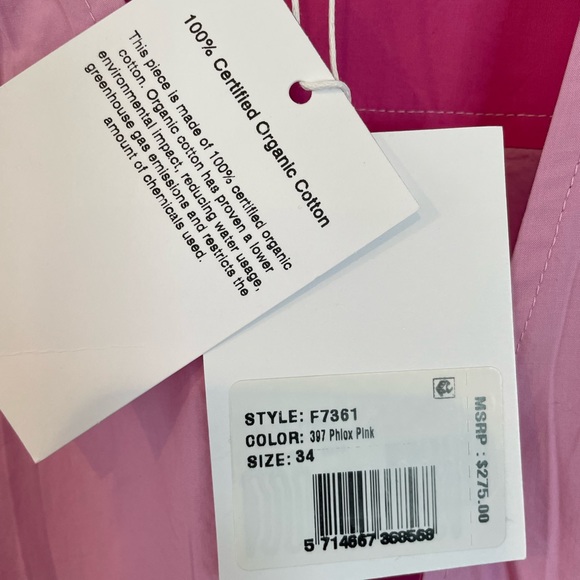 100% Certified Organic Cotton
This piece is made of 100% certified organic
cotton. Organic cotton has proven a lower
environmental impact, reducing water usage,
greenhouse gas emissions and restricts the
amount of chemicals used.
STYLE: F7361
COLOR: 397 Phlox Pink
SIZE: 34
5 714667 368568
MSRP : $275.00